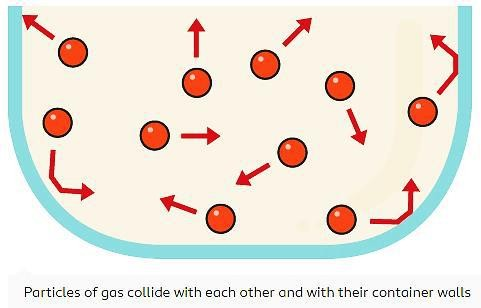 Particles of gas collide with each other and with their container walls